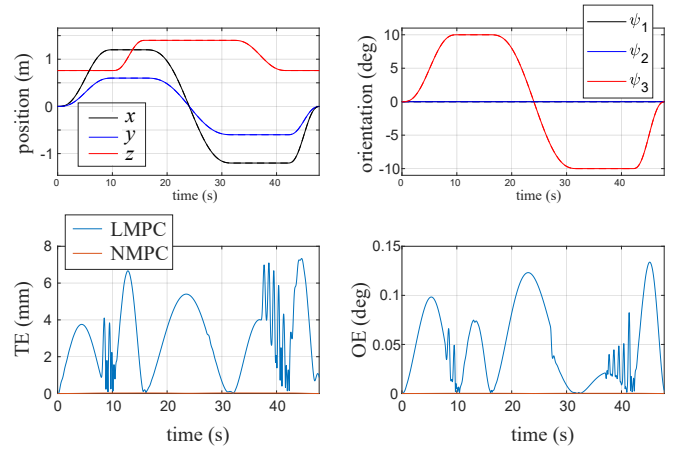 position (m)
1
0
-1
x
y
z
0
10
20
30
40
time (s)
orientation (deg)
10
5
0
-5
-10
ψ1
ψ2
ψ3
0
10
20
30
40
time (s)
LMPC
NMPC
TE (mm)
8
6
4
2
0
0
10
20
30
40
time (s)
OE (deg)
0.15
0.1
0.05
0
0
10
20
30
40
time (s)